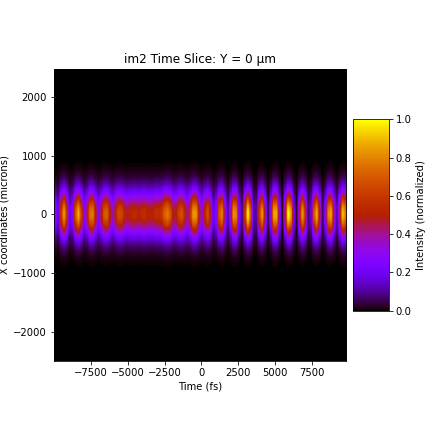 im2 Time Slice: Y = 0 µm
X coordinates (microns)
2000
1000
0
−1000
−2000
−7500 −5000 −2500 0 2500 5000 7500
Time (fs)
1.0
0.8
0.6
0.4
0.2
0.0
Intensity (normalized)